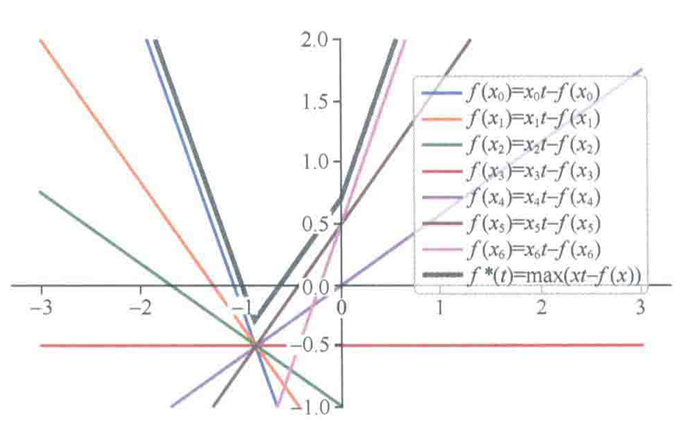 2.0
1.5
1.0
0.5
0.0
-0.5
-1.0
-3
-2
-1
0
1
2
3
f(x₀)=x₀t−f(x₀)
f(x₁)=x₁t−f(x₁)
f(x₂)=x₂t−f(x₂)
f(x₃)=x₃t−f(x₃)
f(x₄)=x₄t−f(x₄)
f(x₅)=x₅t−f(x₅)
f(x₆)=x₆t−f(x₆)
f*(t)=max(xt−f(x))